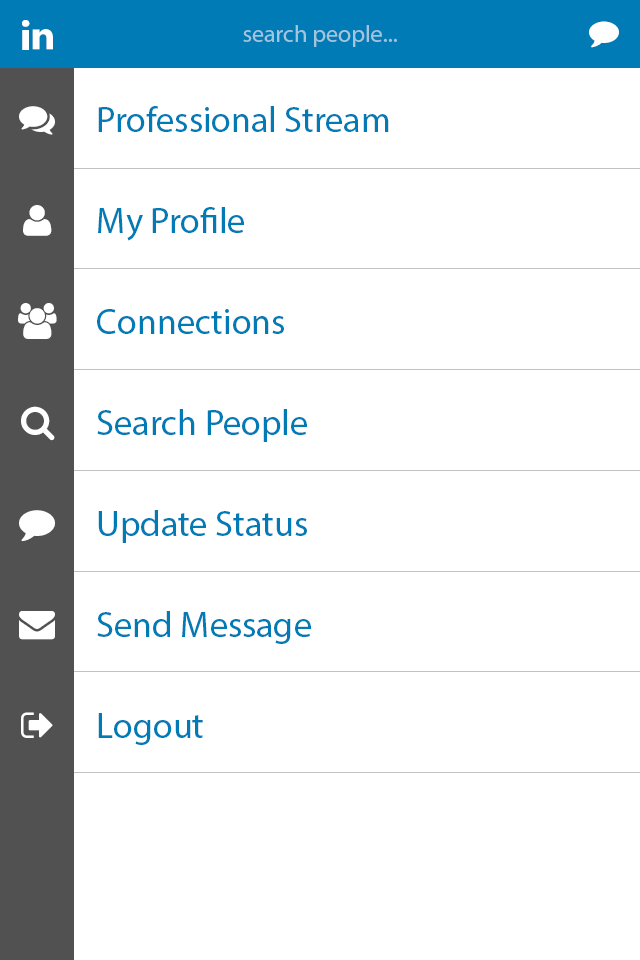 in
search people...
Professional Stream
My Profile
Connections
Search People
Update Status
Send Message
Logout